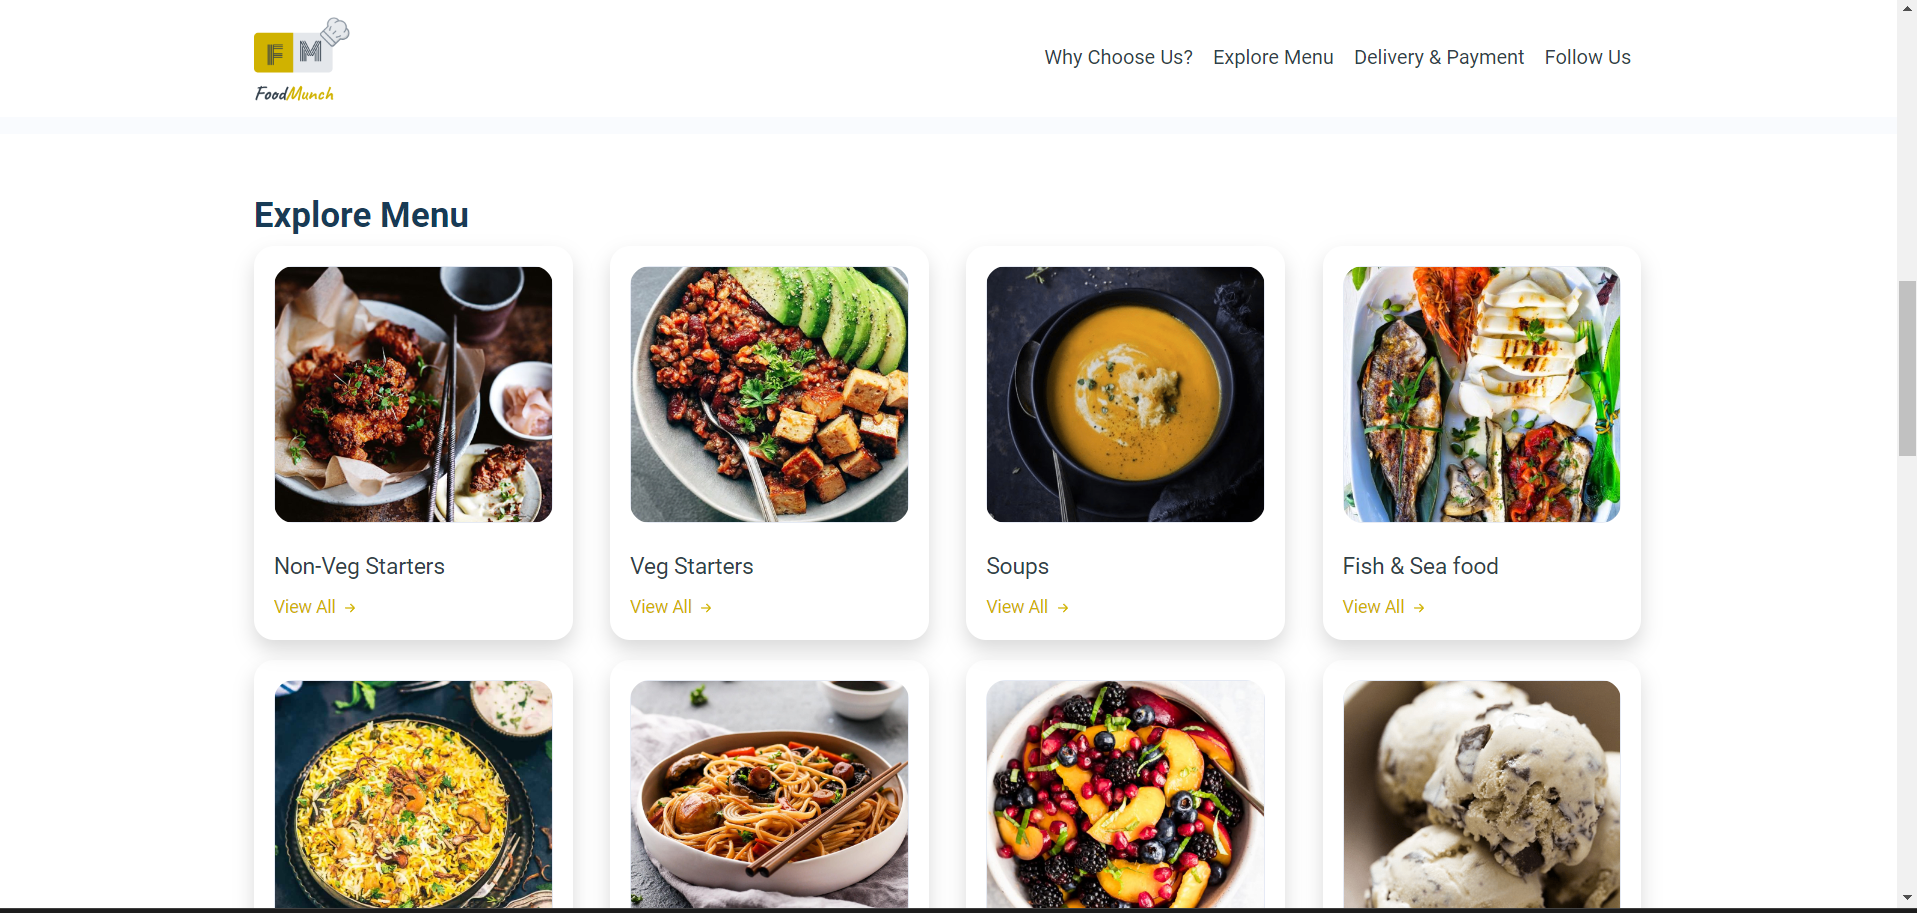 F M
FoodMunch
Why Choose Us? Explore Menu Delivery & Payment Follow Us
Explore Menu
Non-Veg Starters
View All →
Veg Starters
View All →
Soups
View All →
Fish & Sea food
View All →